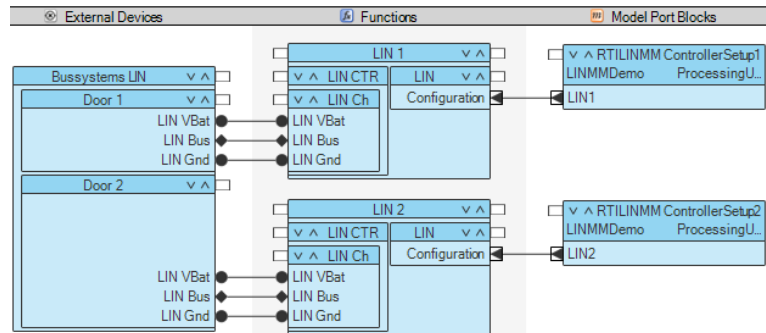 External Devices
Functions
Model Port Blocks
Bussystems LIN
Door 1
LIN VBat
LIN Bus
LIN Gnd
Door 2
LIN VBat
LIN Bus
LIN Gnd
LIN 1
LIN CTR
LIN
LIN Ch
Configuration
LIN VBat
LIN Bus
LIN Gnd
LIN 2
LIN CTR
LIN
LIN Ch
Configuration
LIN VBat
LIN Bus
LIN Gnd
RTILINMM ControllerSetup1
LINMMDemo ProcessingU...
LIN1
RTILINMM ControllerSetup2
LINMMDemo ProcessingU...
LIN2